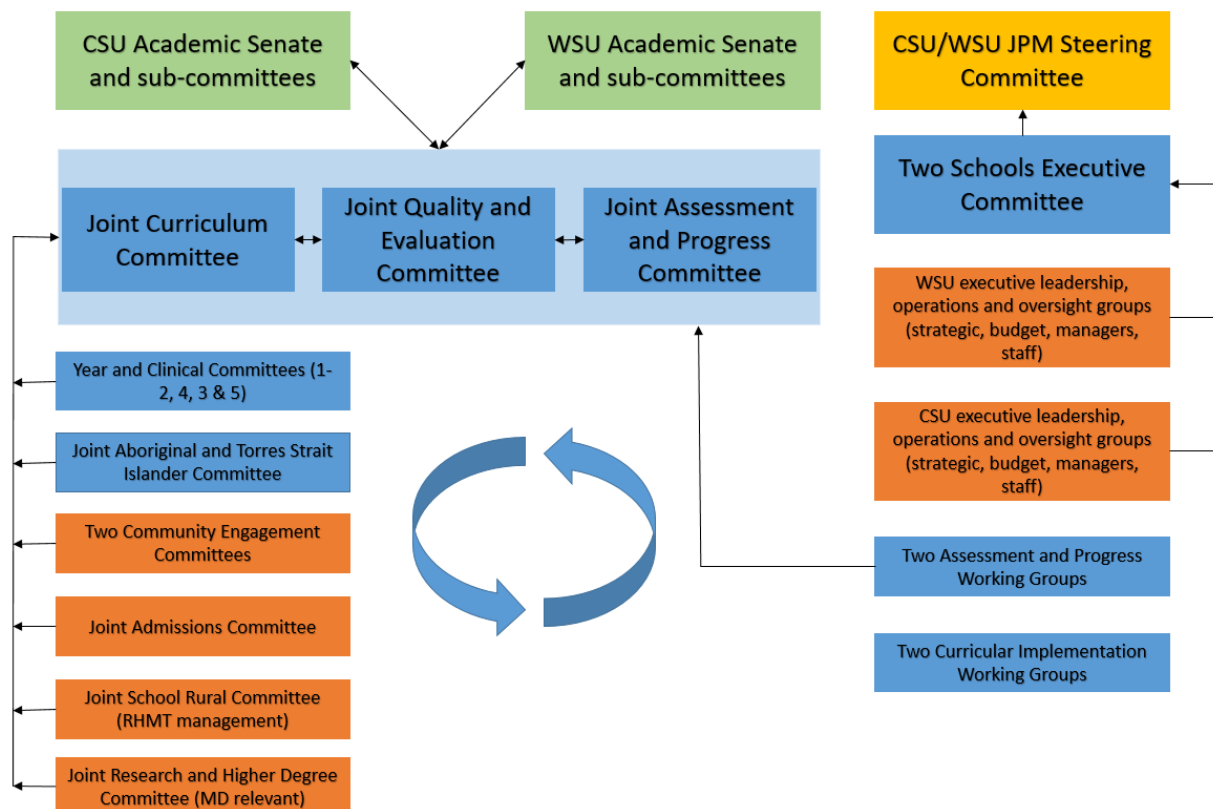 CSU Academic Senate
and sub-committees
WSU Academic Senate
and sub-committees
CSU/WSU JPM Steering
Committee
Joint Curriculum
Committee
Joint Quality and
Evaluation
Committee
Joint Assessment
and Progress
Committee
Two Schools Executive
Committee
WSU executive leadership,
operations and oversight groups
(strategic, budget, managers,
staff)
Year and Clinical Committees (1-
2, 4, 3 & 5)
CSU executive leadership,
operations and oversight groups
(strategic, budget, managers,
staff)
Joint Aboriginal and Torres Strait
Islander Committee
Two Community Engagement
Committees
Two Assessment and Progress
Working Groups
Joint Admissions Committee
Two Curricular Implementation
Working Groups
Joint School Rural Committee
(RHMT management)
Joint Research and Higher Degree
Committee (MD relevant)